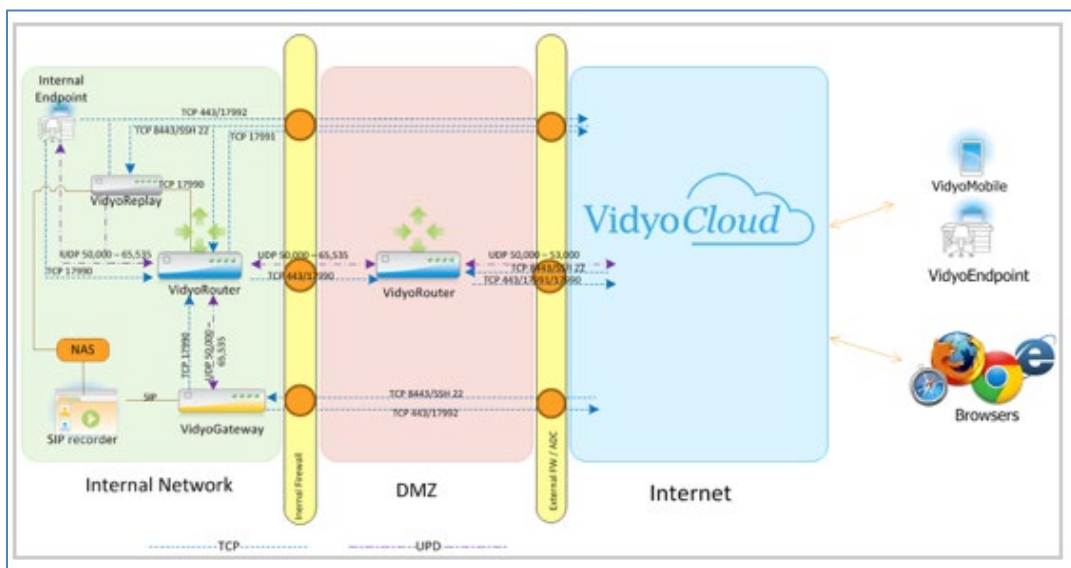 Internal
Endpoint
TCP 443/17992
TCP 8443/SSH 22
TCP 17991
TCP 17990
VidyoReplay
UDP 50,000 – 65,535
TCP 17990
VidyoRouter
UDP 50,000 – 65,535
TCP 443/17990
VidyoRouter
UDP 50,000 – 53,000
TCP 8443/SSH 22
TCP 443/17991/17990
VidyoCloud
VidyoMobile
VidyoEndpoint
Browsers
TCP 17990
UDP 50,000 –
65,535
NAS
SIP
SIP recorder
VidyoGateway
TCP 8443/SSH 22
TCP 443/17992
Inernal Firewall
External FW / ADC
Internal Network
DMZ
Internet
TCP
UPD